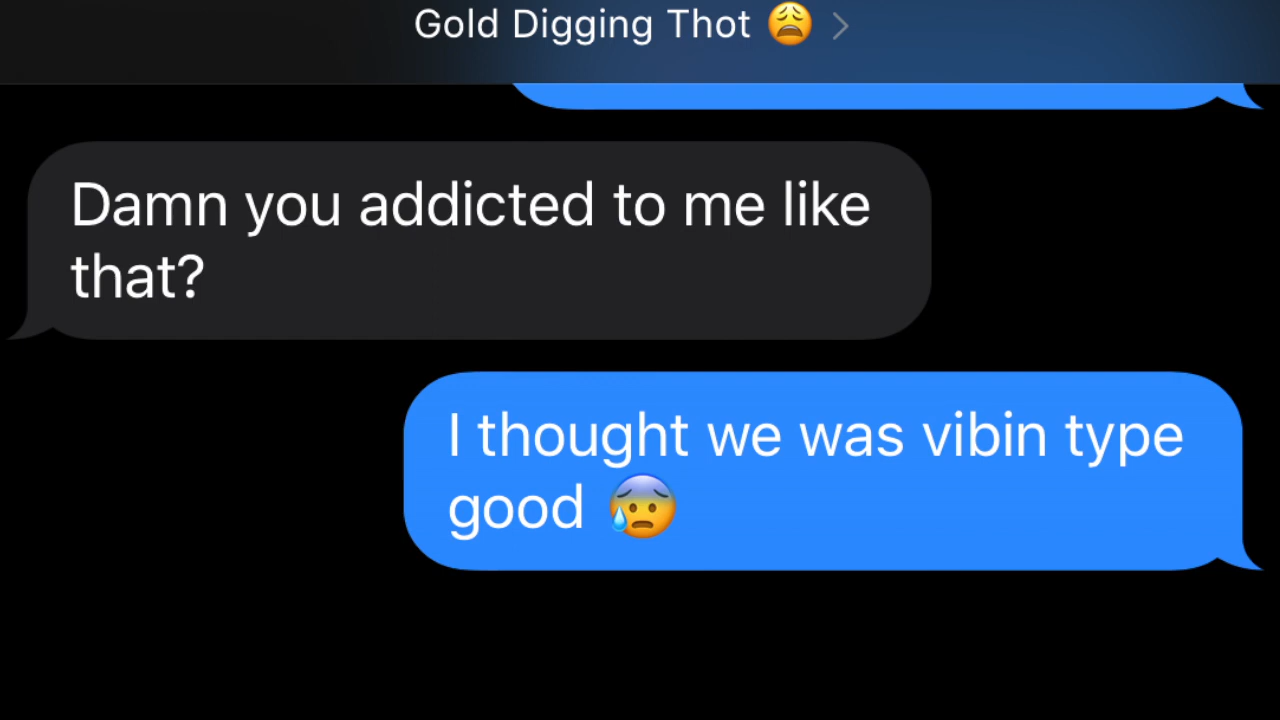 Gold Digging Thot 😩
Damn you addicted to me like
that?
I thought we was vibin type
good 😰